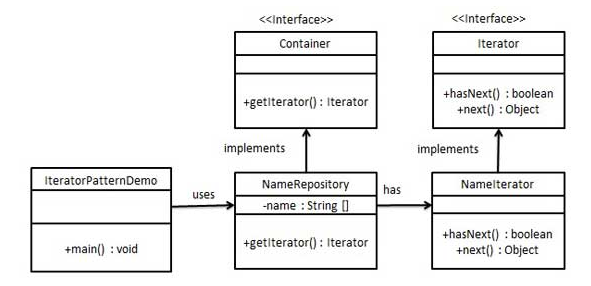 <<Interface>>
Container
+getIterator() : Iterator
<<Interface>>
Iterator
+hasNext() : boolean
+next() : Object
implements
implements
IteratorPatternDemo
+main() : void
uses
NameRepository
-name : String []
+getIterator() : Iterator
has
NameIterator
+hasNext() : boolean
+next() : Object